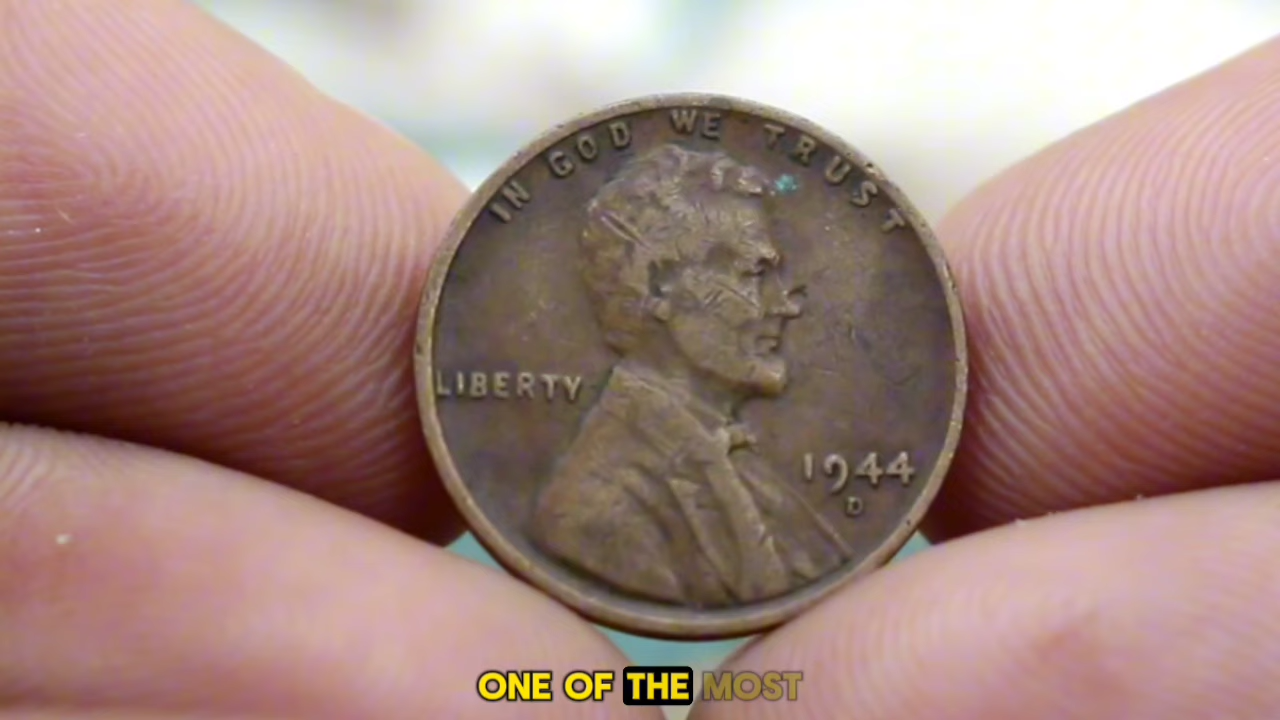 IN GOD WE TRUST
LIBERTY
1944
D
ONE OF THE MOST